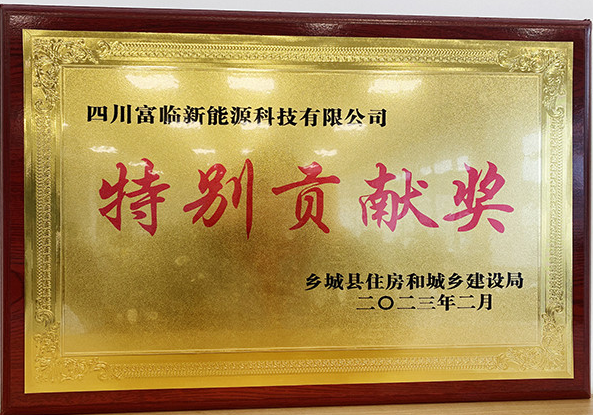 四川富临新能源科技有限公司
特别贡献奖
乡城县住房和城乡建设局
二〇二三年二月